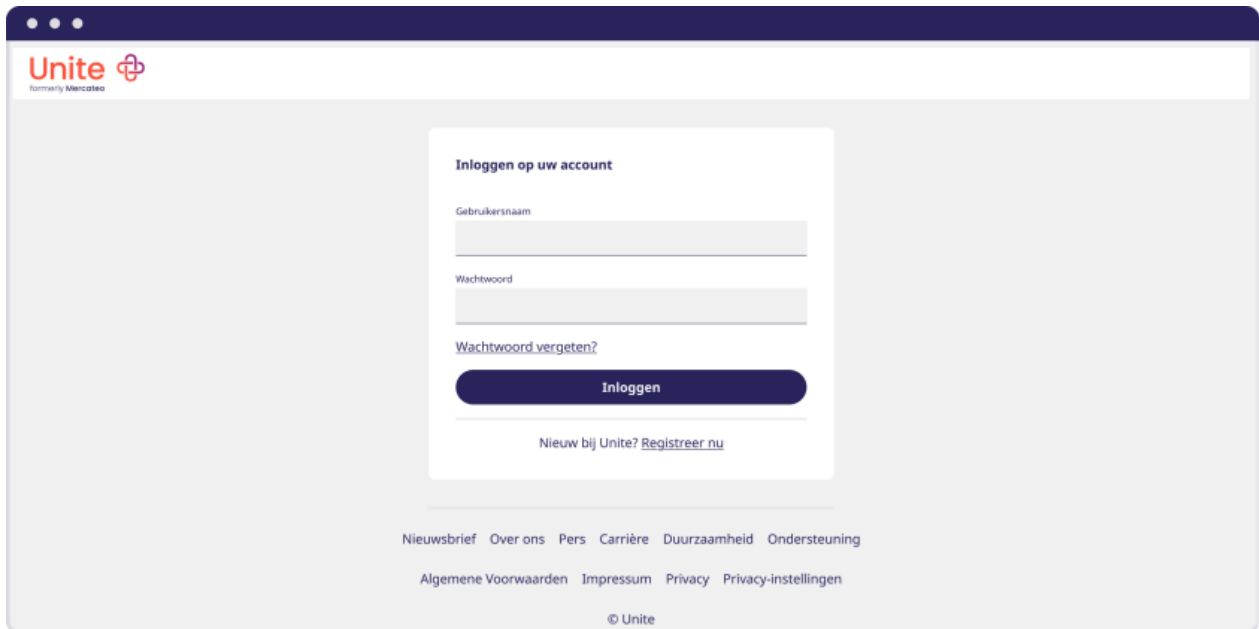 Unite
formerly Mercateo
Inloggen op uw account
Gebruikersnaam
Wachtwoord
Wachtwoord vergeten?
Inloggen
Nieuw bij Unite? Registreer nu
Nieuwsbrief Over ons Pers Carrière Duurzaamheid Ondersteuning
Algemene Voorwaarden Impressum Privacy Privacy-instellingen
© Unite